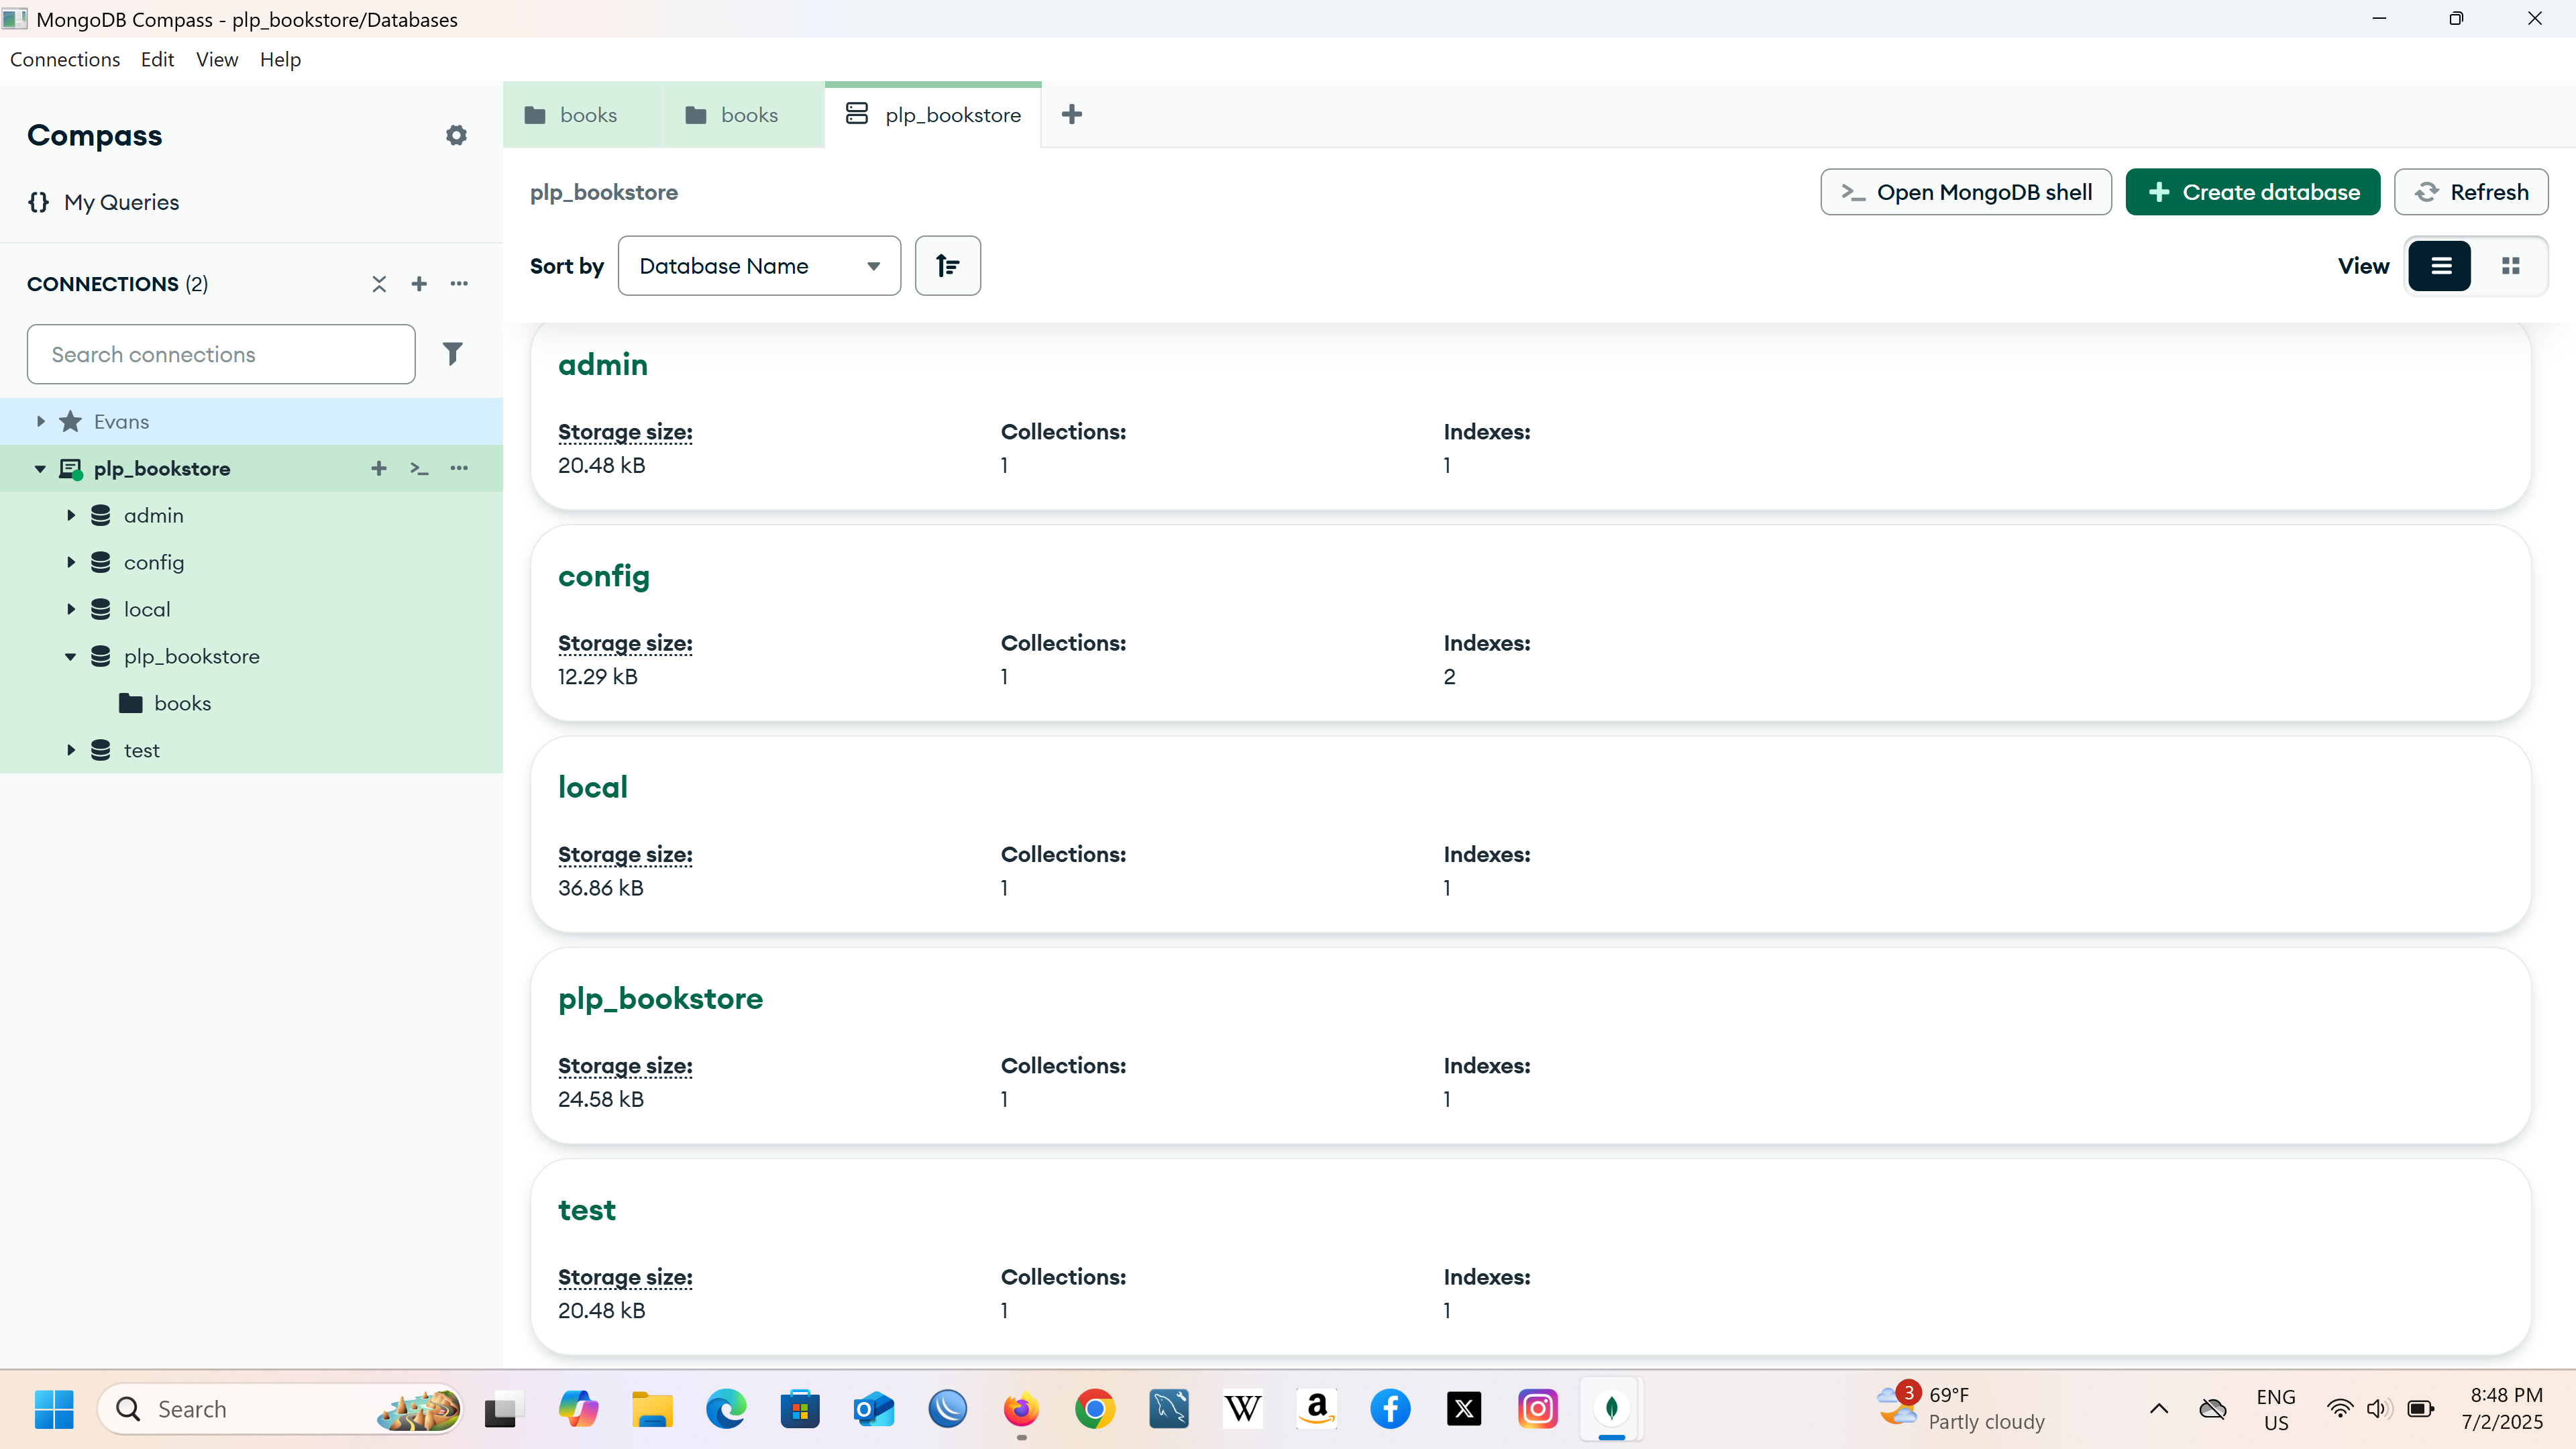 MongoDB Compass - plp_bookstore/Databases
Connections Edit View Help
Compass
{} My Queries
CONNECTIONS (2)
Search connections
Evans
plp_bookstore
admin
config
local
plp_bookstore
books
test
books books plp_bookstore
plp_bookstore
>_ Open MongoDB shell
Create database
Refresh
Sort by Database Name
View
admin
Storage size: Collections: Indexes:
20.48 kB 1 1
config
Storage size: Collections: Indexes:
12.29 kB 1 2
local
Storage size: Collections: Indexes:
36.86 kB 1 1
plp_bookstore
Storage size: Collections: Indexes:
24.58 kB 1 1
test
Storage size: Collections: Indexes:
20.48 kB 1 1
Search
W
a
3
69°F
Partly cloudy
ENG
US
8:48 PM
7/2/2025